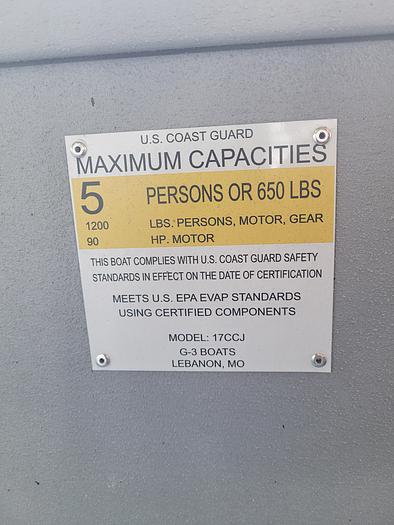 U.S. COAST GUARD
MAXIMUM CAPACITIES
5 PERSONS OR 650 LBS
1200 LBS. PERSONS, MOTOR, GEAR
90 HP. MOTOR
THIS BOAT COMPLIES WITH U.S. COAST GUARD SAFETY
STANDARDS IN EFFECT ON THE DATE OF CERTIFICATION
MEETS U.S. EPA EVAP STANDARDS
USING CERTIFIED COMPONENTS
MODEL: 17CCJ
G-3 BOATS
LEBANON, MO